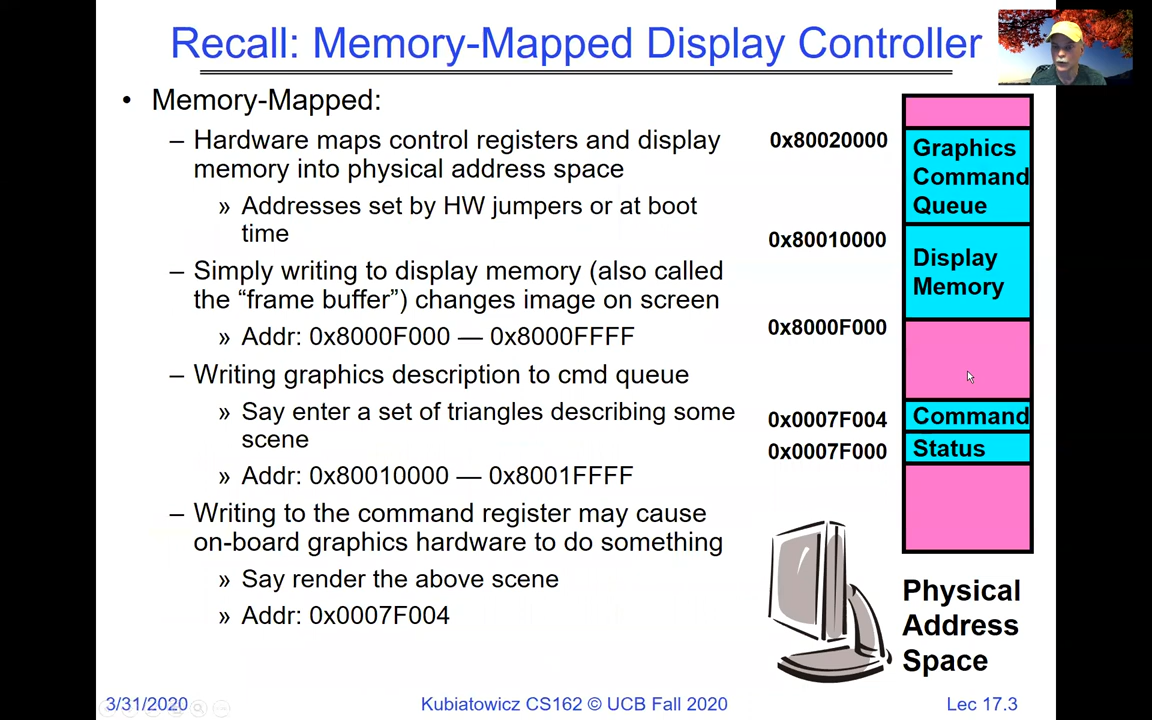 Recall: Memory-Mapped Display Controller
• Memory-Mapped:
– Hardware maps control registers and display
memory into physical address space
» Addresses set by HW jumpers or at boot
time
– Simply writing to display memory (also called
the “frame buffer”) changes image on screen
» Addr: 0x8000F000 — 0x8000FFFF
– Writing graphics description to cmd queue
» Say enter a set of triangles describing some
scene
» Addr: 0x80010000 — 0x8001FFFF
– Writing to the command register may cause
on-board graphics hardware to do something
» Say render the above scene
» Addr: 0x0007F004
0x80020000
Graphics
Command
Queue
0x80010000
Display
Memory
0x8000F000
0x0007F004 Command
0x0007F000 Status
Physical
Address
Space
3/31/2020
Kubiatowicz CS162 © UCB Fall 2020
Lec 17.3